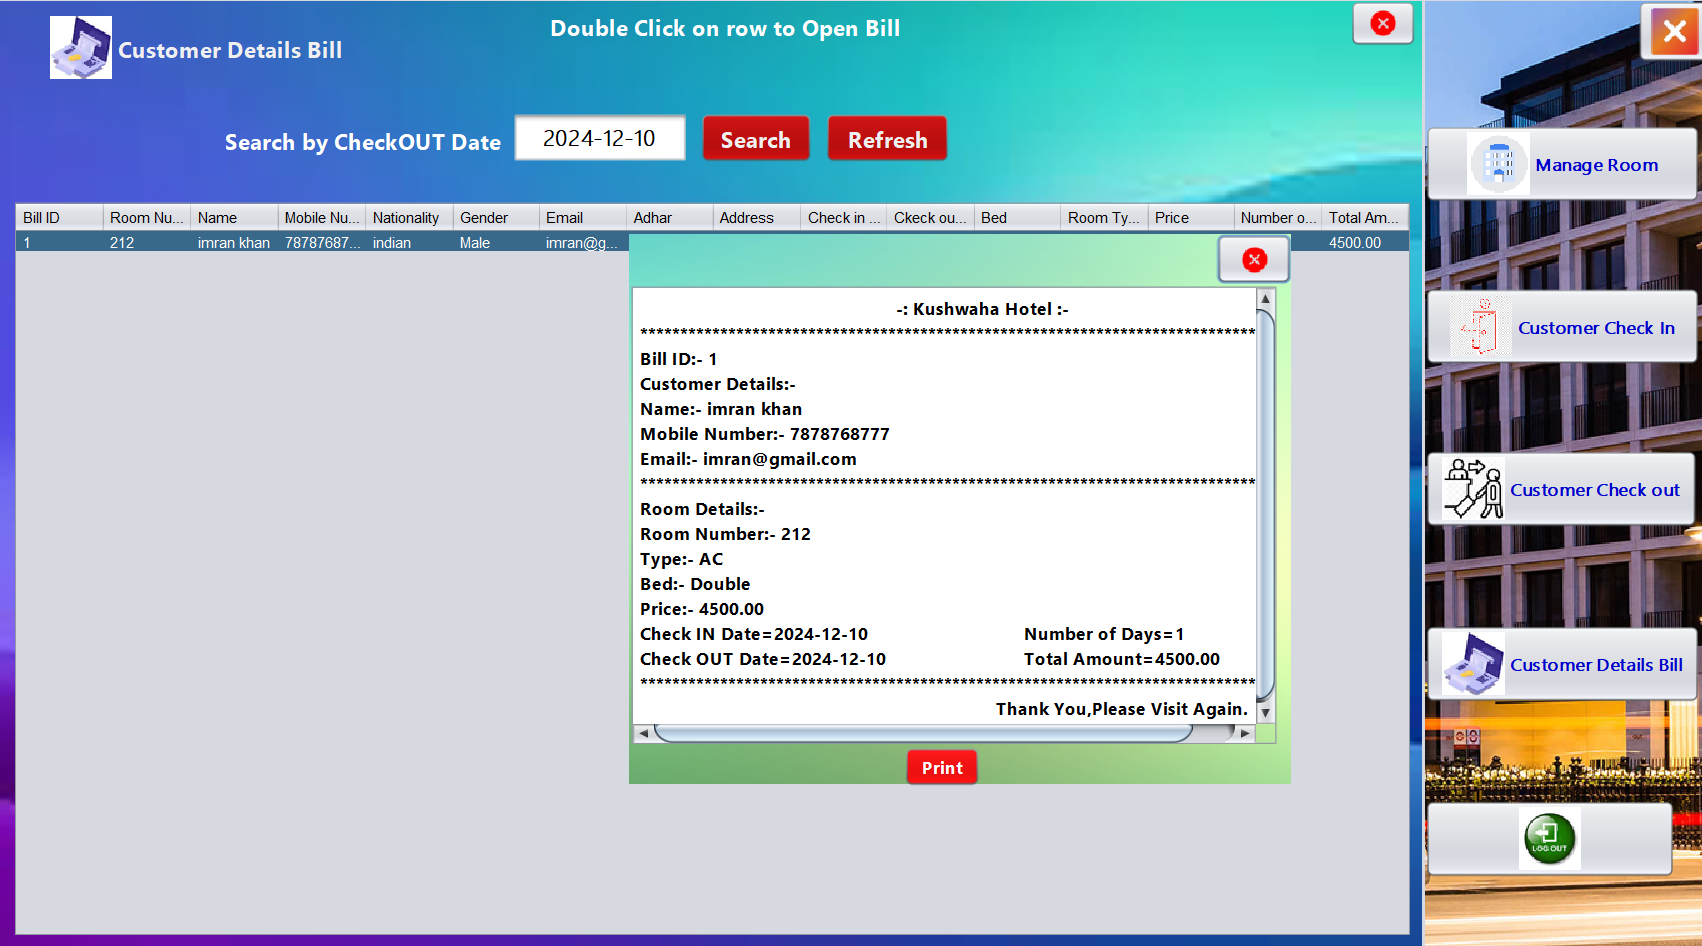 Double Click on row to Open Bill
Customer Details Bill
Search by CheckOUT Date 2024-12-10 Search Refresh
Bill ID Room Nu... Name Mobile Nu... Nationality Gender Email Adhar Address Check in ... Ckeck ou... Bed Room Ty... Price Number o... Total Am...
1 212 imran khan 78787687... indian Male imran@g... 4500.00
-: Kushwaha Hotel :-
*****************************************************************************
Bill ID:- 1
Customer Details:-
Name:- imran khan
Mobile Number:- 7878768777
Email:- imran@gmail.com
*****************************************************************************
Room Details:-
Room Number:- 212
Type:- AC
Bed:- Double
Price:- 4500.00
Check IN Date=2024-12-10 Number of Days=1
Check OUT Date=2024-12-10 Total Amount=4500.00
*****************************************************************************
Thank You,Please Visit Again.
Print
Manage Room
Customer Check In
Customer Check out
Customer Details Bill
LOG OUT